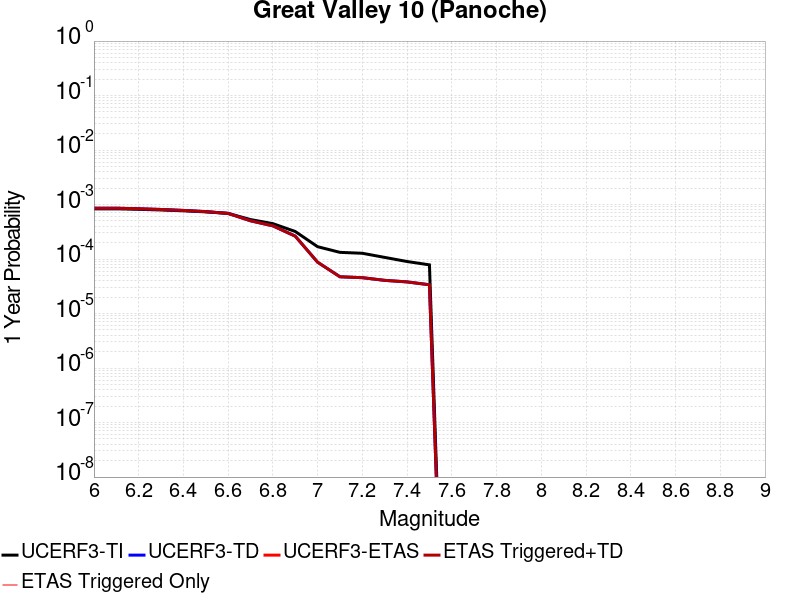 Great Valley 10 (Panoche)
10^0
10^-1
10^-2
10^-3
10^-4
10^-5
10^-6
10^-7
10^-8
1 Year Probability
6 6.2 6.4 6.6 6.8 7 7.2 7.4 7.6 7.8 8 8.2 8.4 8.6 8.8 9
Magnitude
UCERF3-TI UCERF3-TD UCERF3-ETAS ETAS Triggered+TD
ETAS Triggered Only